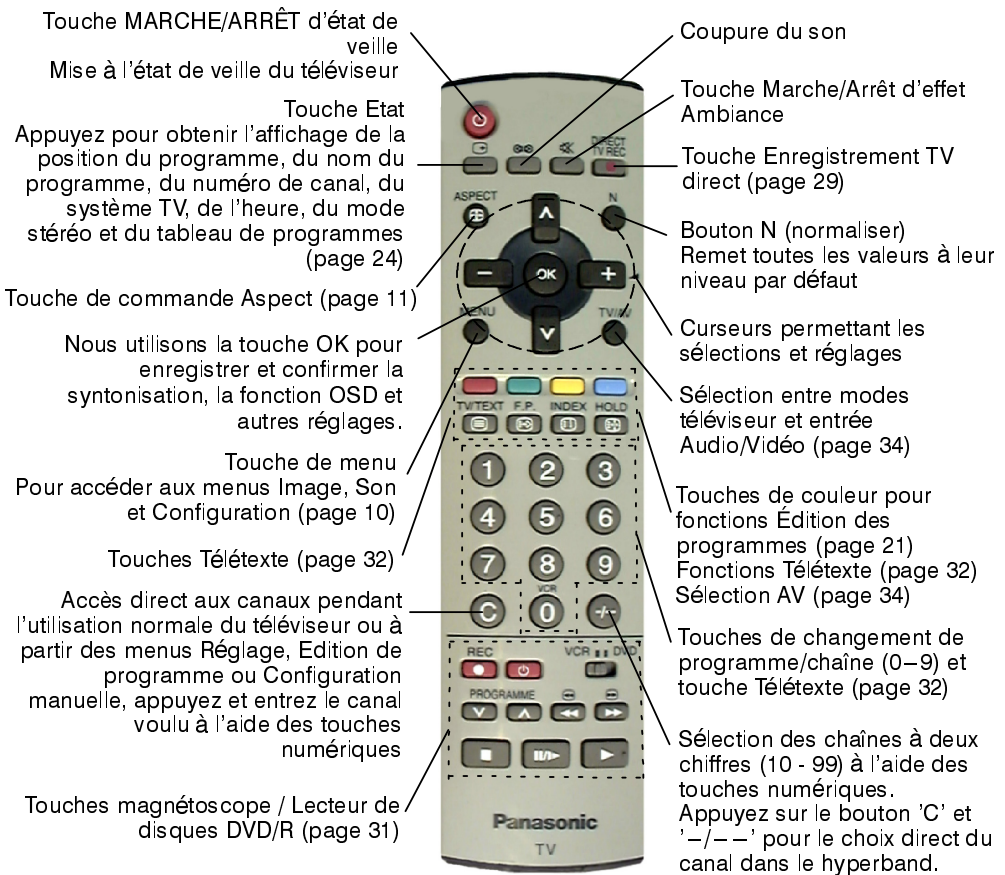 Touche MARCHE/ARRÊT d'état de
veille
Mise à l'état de veille du téléviseur
Touche Etat
Appuyez pour obtenir l'affichage de la
position du programme, du nom du
programme, du numéro de canal, du
système TV, de l'heure, du mode
stéréo et du tableau de programmes
(page 24)
Touche de commande Aspect (page 11)
Nous utilisons la touche OK pour
enregistrer et confirmer la
syntonisation, la fonction OSD et
autres réglages.
Touche de menu
Pour accéder aux menus Image, Son
et Configuration (page 10)
Touches Télétexte (page 32)
Accès direct aux canaux pendant
l'utilisation normale du téléviseur ou à
partir des menus Réglage, Edition de
programme ou Configuration
manuelle, appuyez et entrez le canal
voulu à l'aide des touches
numériques
Touches magnétoscope / Lecteur de
disques DVD/R (page 31)
DIRECT
TV REC
ASPECT
N
OK
MENU
TV/AV
TV/TEXT F.P. INDEX HOLD
1 2 3
4 5 6
7 8 9
VCR
C 0 -/--
REC
VCR DVD
PROGRAMME
Panasonic
TV
Coupure du son
Touche Marche/Arrêt d'effet
Ambiance
Touche Enregistrement TV
direct (page 29)
Bouton N (normaliser)
Remet toutes les valeurs à leur
niveau par défaut
Curseurs permettant les
sélections et réglages
Sélection entre modes
téléviseur et entrée
Audio/Vidéo (page 34)
Touches de couleur pour
fonctions Édition des
programmes (page 21)
Fonctions Télétexte (page 32)
Sélection AV (page 34)
Touches de changement de
programme/chaîne (0–9) et
touche Télétexte (page 32)
Sélection des chaînes à deux
chiffres (10 - 99) à l'aide des
touches numériques.
Appuyez sur le bouton 'C' et
'–/––' pour le choix direct du
canal dans le hyperband.